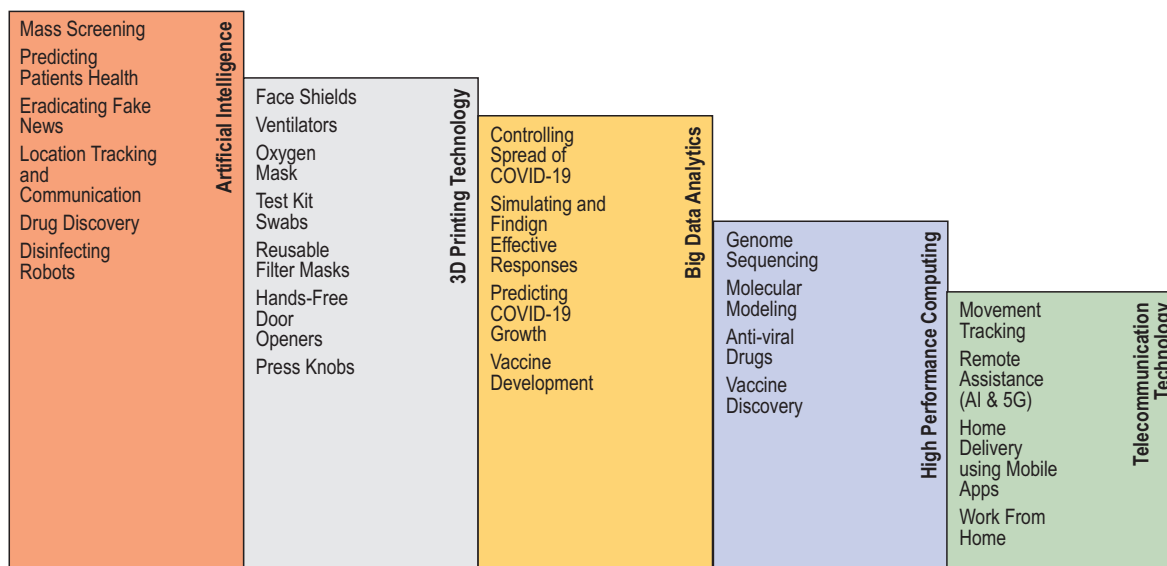 Mass Screening
Predicting
Patients Health
Eradicating Fake
News
Location Tracking
and
Communication
Drug Discovery
Disinfecting
Robots
Artificial Intelligence
Face Shields
Ventilators
Oxygen
Mask
Test Kit
Swabs
Reusable
Filter Masks
Hands-Free
Door
Openers
Press Knobs
3D Printing Technology
Controlling
Spread of
COVID-19
Simulating and
Findign
Effective
Responses
Predicting
COVID-19
Growth
Vaccine
Development
Big Data Analytics
Genome
Sequencing
Molecular
Modeling
Anti-viral
Drugs
Vaccine
Discovery
High Performance Computing
Movement
Tracking
Remote
Assistance
(AI & 5G)
Home
Delivery
using Mobile
Apps
Work From
Home
Telecommunication
Technology